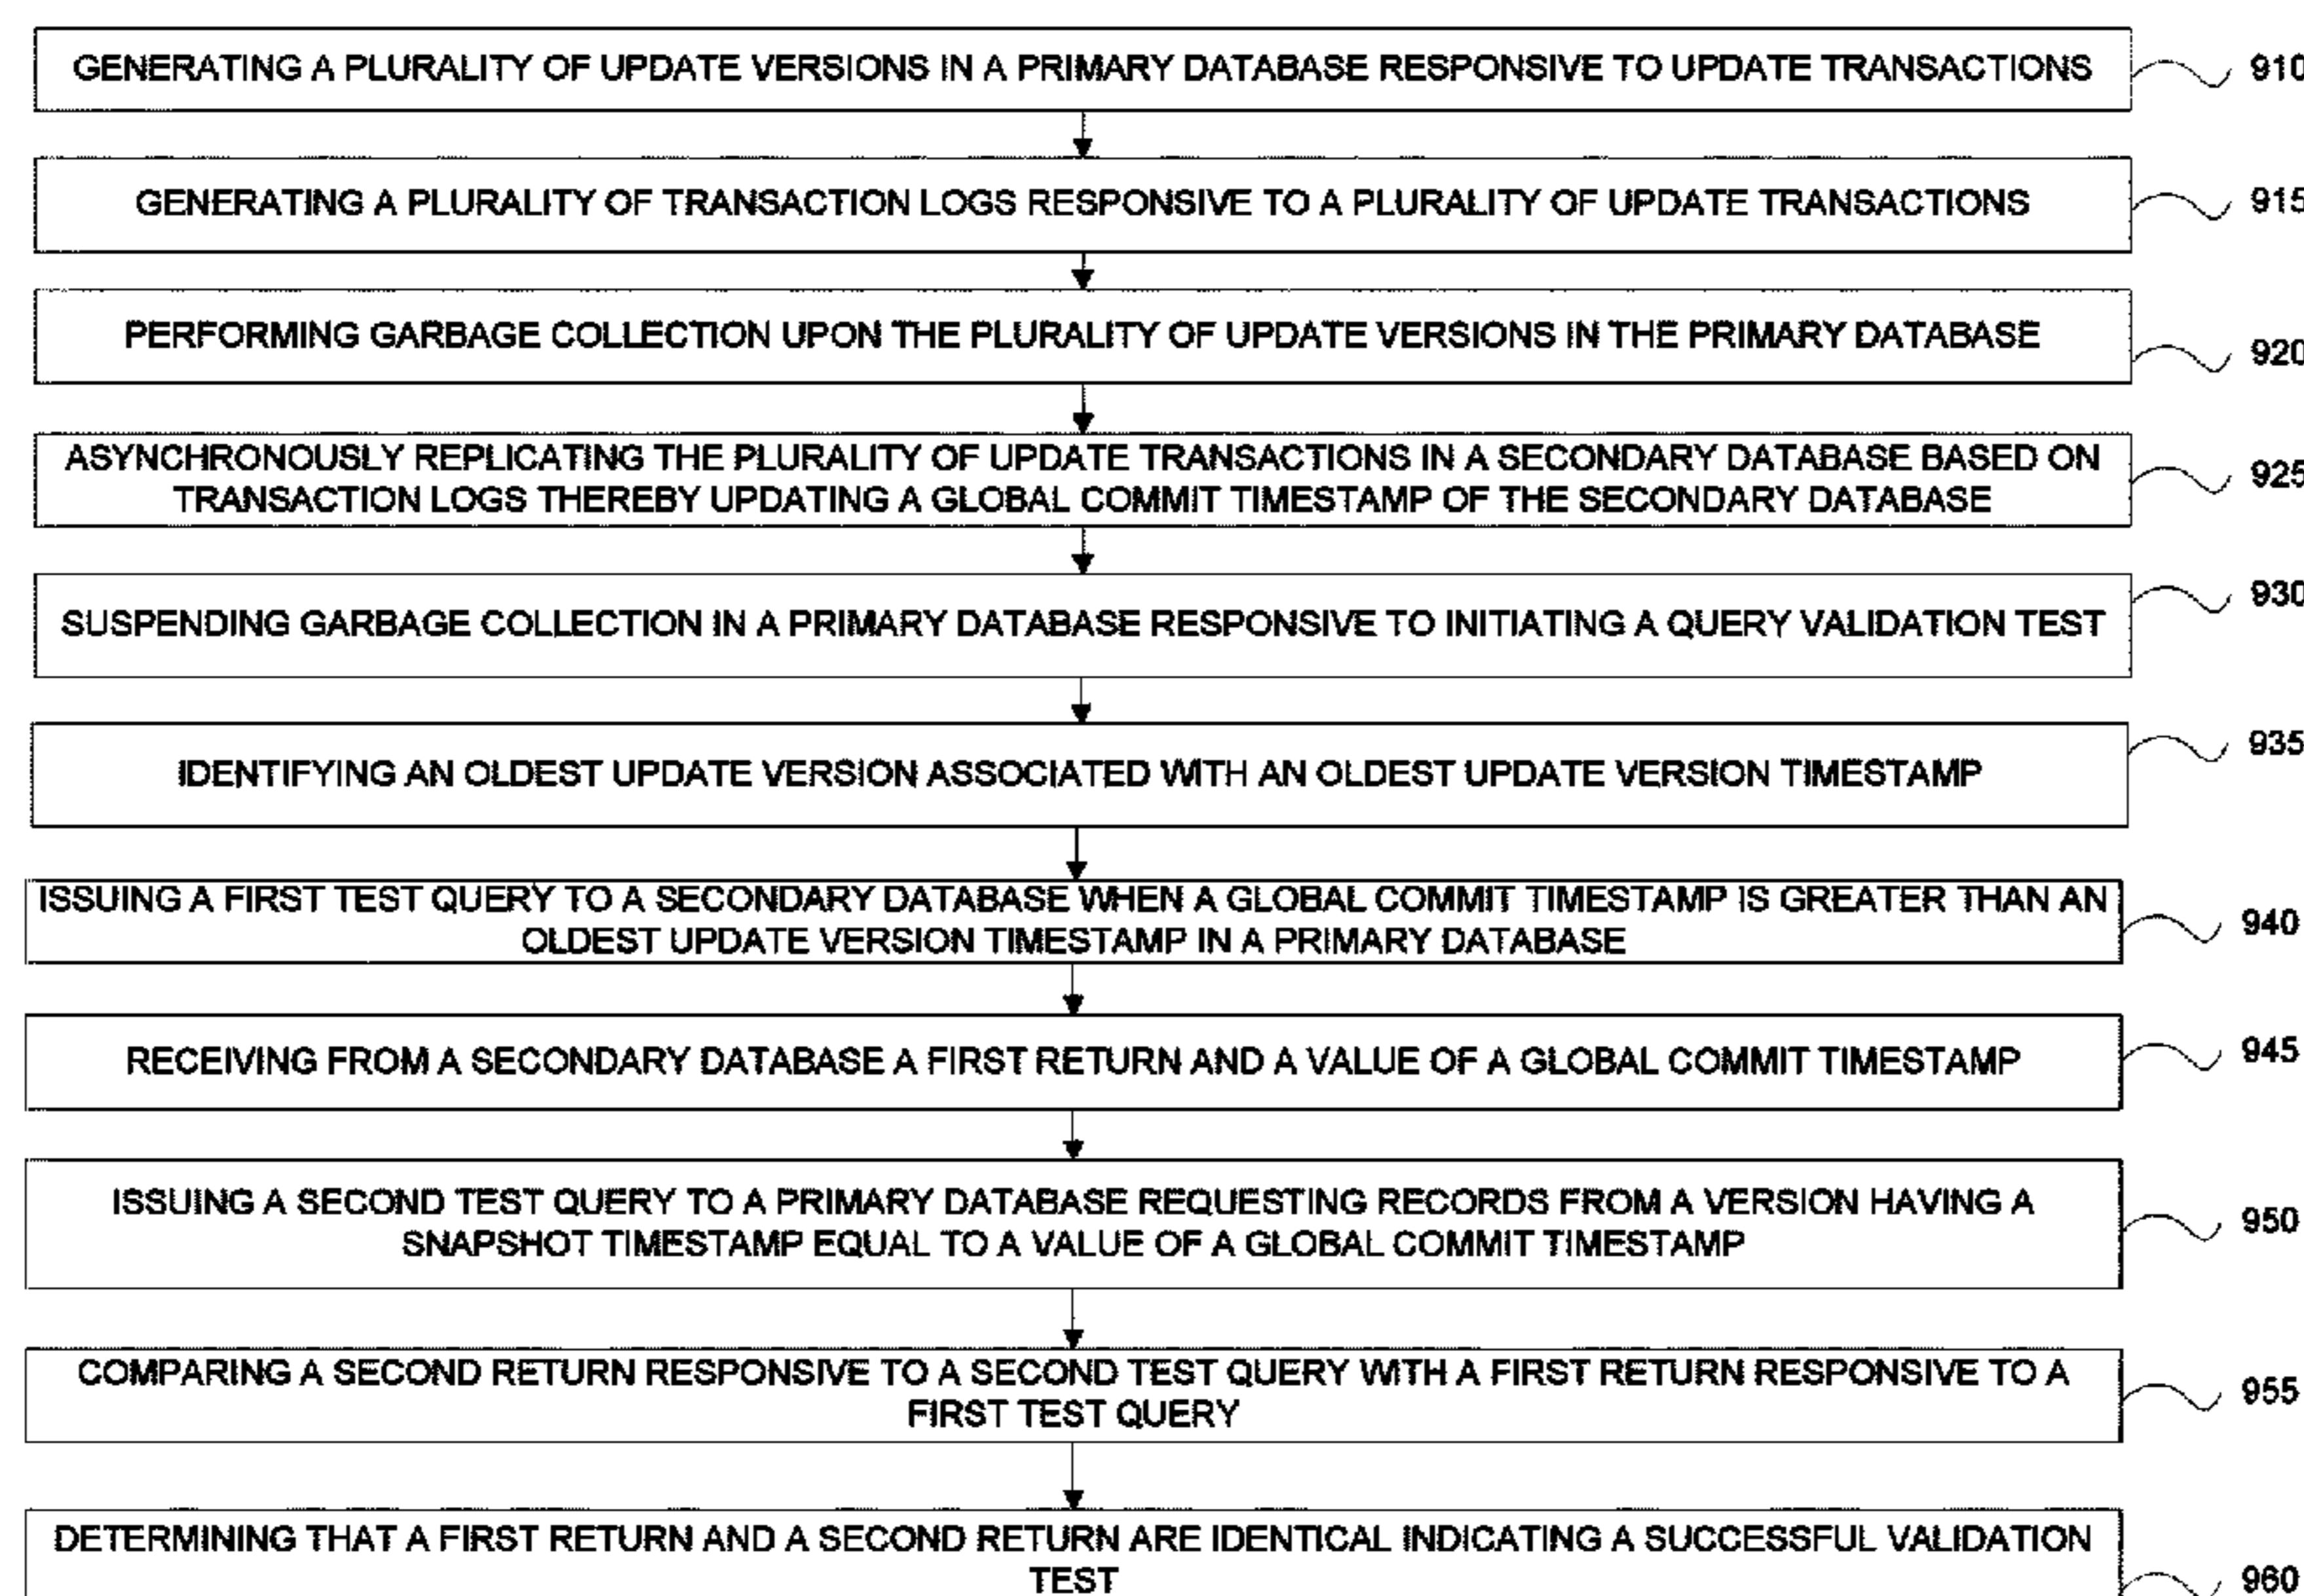 GENERATING A PLURALITY OF UPDATE VERSIONS IN A PRIMARY DATABASE RESPONSIVE TO UPDATE TRANSACTIONS
910
GENERATING A PLURALITY OF TRANSACTION LOGS RESPONSIVE TO A PLURALITY OF UPDATE TRANSACTIONS
915
PERFORMING GARBAGE COLLECTION UPON THE PLURALITY OF UPDATE VERSIONS IN THE PRIMARY DATABASE
920
ASYNCHRONOUSLY REPLICATING THE PLURALITY OF UPDATE TRANSACTIONS IN A SECONDARY DATABASE BASED ON
TRANSACTION LOGS THEREBY UPDATING A GLOBAL COMMIT TIMESTAMP OF THE SECONDARY DATABASE
925
SUSPENDING GARBAGE COLLECTION IN A PRIMARY DATABASE RESPONSIVE TO INITIATING A QUERY VALIDATION TEST
930
IDENTIFYING AN OLDEST UPDATE VERSION ASSOCIATED WITH AN OLDEST UPDATE VERSION TIMESTAMP
935
ISSUING A FIRST TEST QUERY TO A SECONDARY DATABASE WHEN A GLOBAL COMMIT TIMESTAMP IS GREATER THAN AN
OLDEST UPDATE VERSION TIMESTAMP IN A PRIMARY DATABASE
940
RECEIVING FROM A SECONDARY DATABASE A FIRST RETURN AND A VALUE OF A GLOBAL COMMIT TIMESTAMP
945
ISSUING A SECOND TEST QUERY TO A PRIMARY DATABASE REQUESTING RECORDS FROM A VERSION HAVING A
SNAPSHOT TIMESTAMP EQUAL TO A VALUE OF A GLOBAL COMMIT TIMESTAMP
950
COMPARING A SECOND RETURN RESPONSIVE TO A SECOND TEST QUERY WITH A FIRST RETURN RESPONSIVE TO A
FIRST TEST QUERY
955
DETERMINING THAT A FIRST RETURN AND A SECOND RETURN ARE IDENTICAL INDICATING A SUCCESSFUL VALIDATION
TEST
960